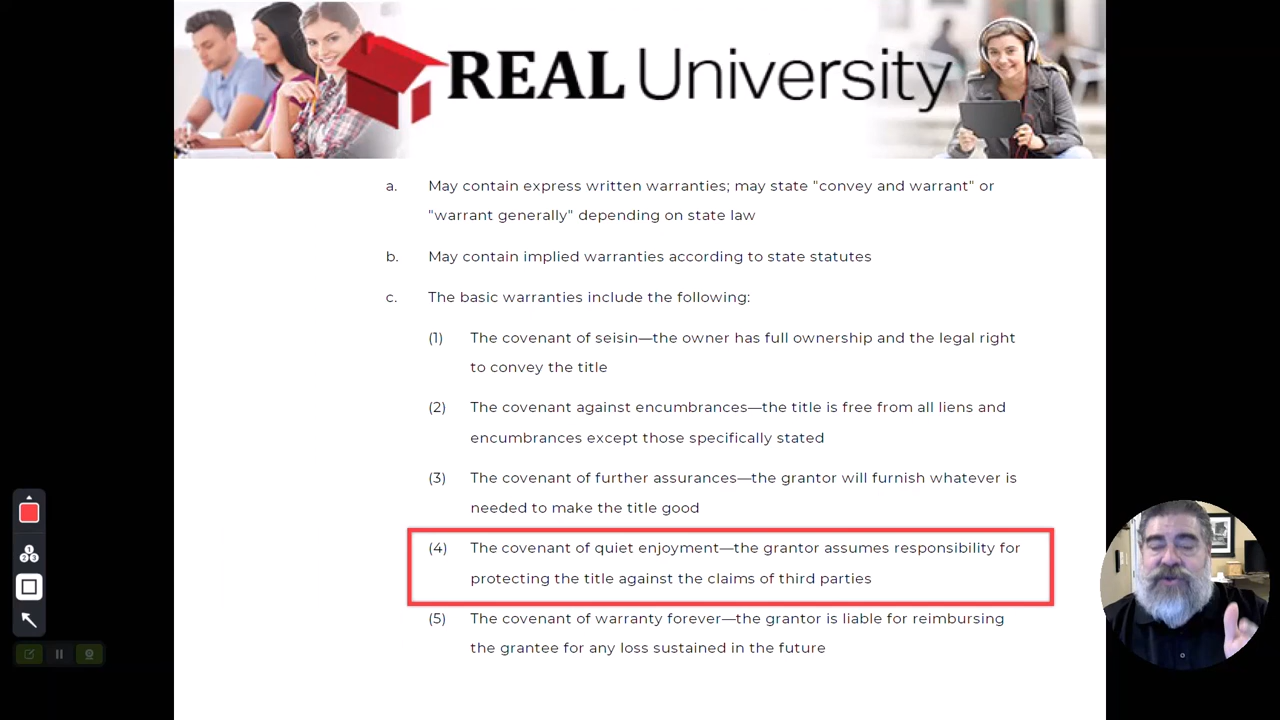 REAL University
a. May contain express written warranties; may state "convey and warrant" or
"warrant generally" depending on state law
b. May contain implied warranties according to state statutes
c. The basic warranties include the following:
(1) The covenant of seisin—the owner has full ownership and the legal right
to convey the title
(2) The covenant against encumbrances—the title is free from all liens and
encumbrances except those specifically stated
(3) The covenant of further assurances—the grantor will furnish whatever is
needed to make the title good
(4) The covenant of quiet enjoyment—the grantor assumes responsibility for
protecting the title against the claims of third parties
(5) The covenant of warranty forever—the grantor is liable for reimbursing
the grantee for any loss sustained in the future